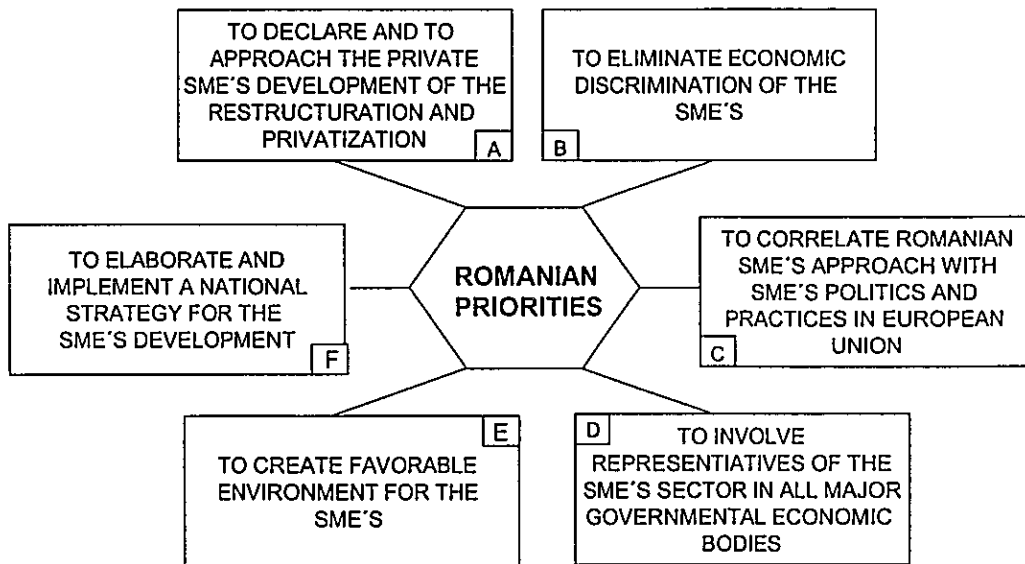 TO DECLARE AND TO
APPROACH THE PRIVATE
SME´S DEVELOPMENT OF THE
RESTRUCTURATION AND
PRIVATIZATION
A
TO ELIMINATE ECONOMIC
DISCRIMINATION OF THE
SME´S
B
TO CORRELATE ROMANIAN
SME´S APPROACH WITH
SME´S POLITICS AND
PRACTICES IN EUROPEAN
UNION
C
D
TO INVOLVE
REPRESENTIATIVES OF THE
SME´S SECTOR IN ALL MAJOR
GOVERNMENTAL ECONOMIC
BODIES
E
TO CREATE FAVORABLE
ENVIRONMENT FOR THE
SME´S
TO ELABORATE AND
IMPLEMENT A NATIONAL
STRATEGY FOR THE
SME´S DEVELOPMENT
F
ROMANIAN
PRIORITIES